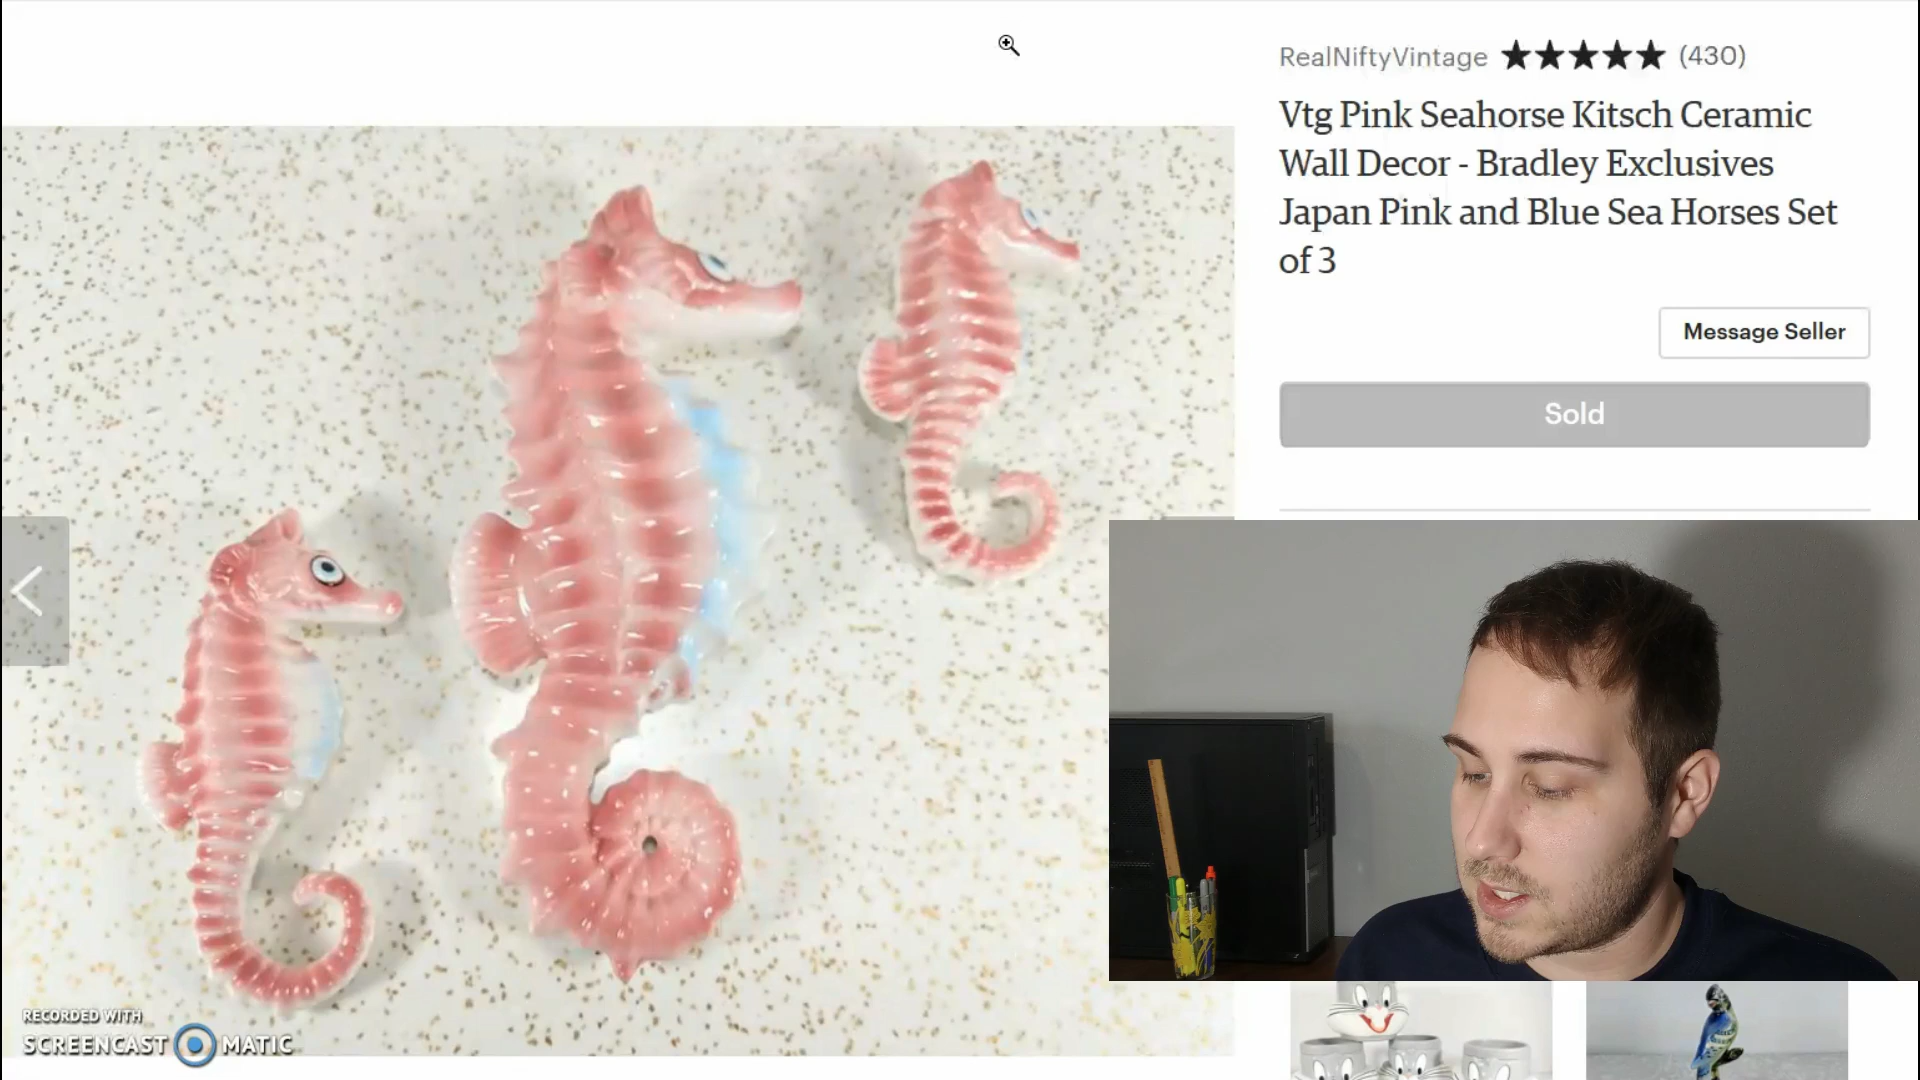 RealNiftyVintage ★★★★★ (430)
Vtg Pink Seahorse Kitsch Ceramic
Wall Decor - Bradley Exclusives
Japan Pink and Blue Sea Horses Set
of 3
Message Seller
Sold
RECORDED WITH
SCREENCAST MATIC